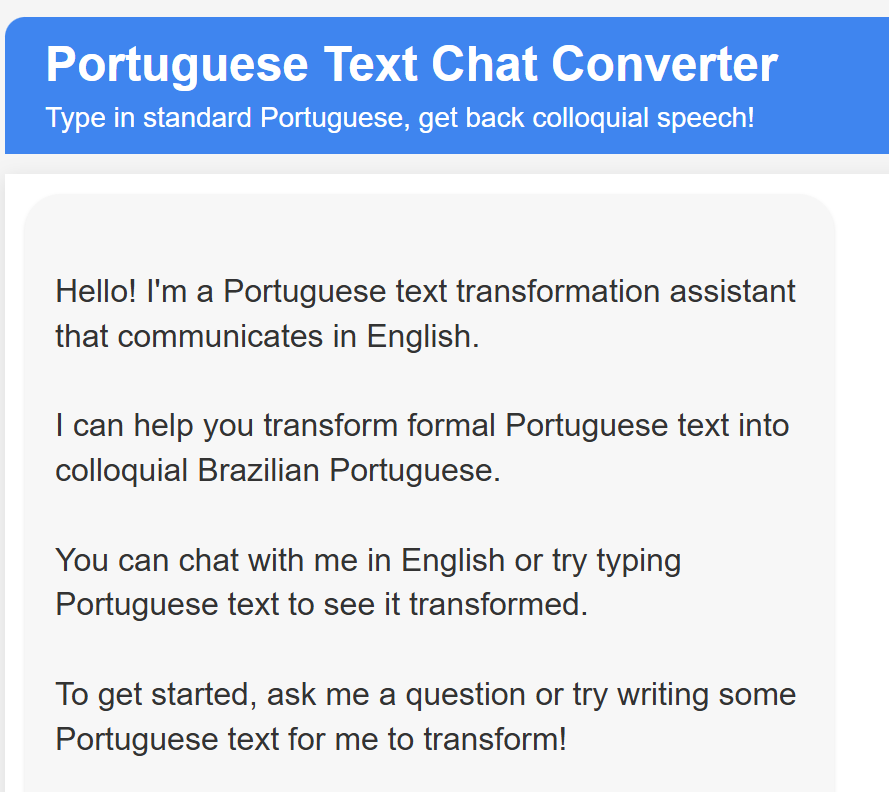 Portuguese Text Chat Converter
Type in standard Portuguese, get back colloquial speech!
Hello! I'm a Portuguese text transformation assistant
that communicates in English.
I can help you transform formal Portuguese text into
colloquial Brazilian Portuguese.
You can chat with me in English or try typing
Portuguese text to see it transformed.
To get started, ask me a question or try writing some
Portuguese text for me to transform!